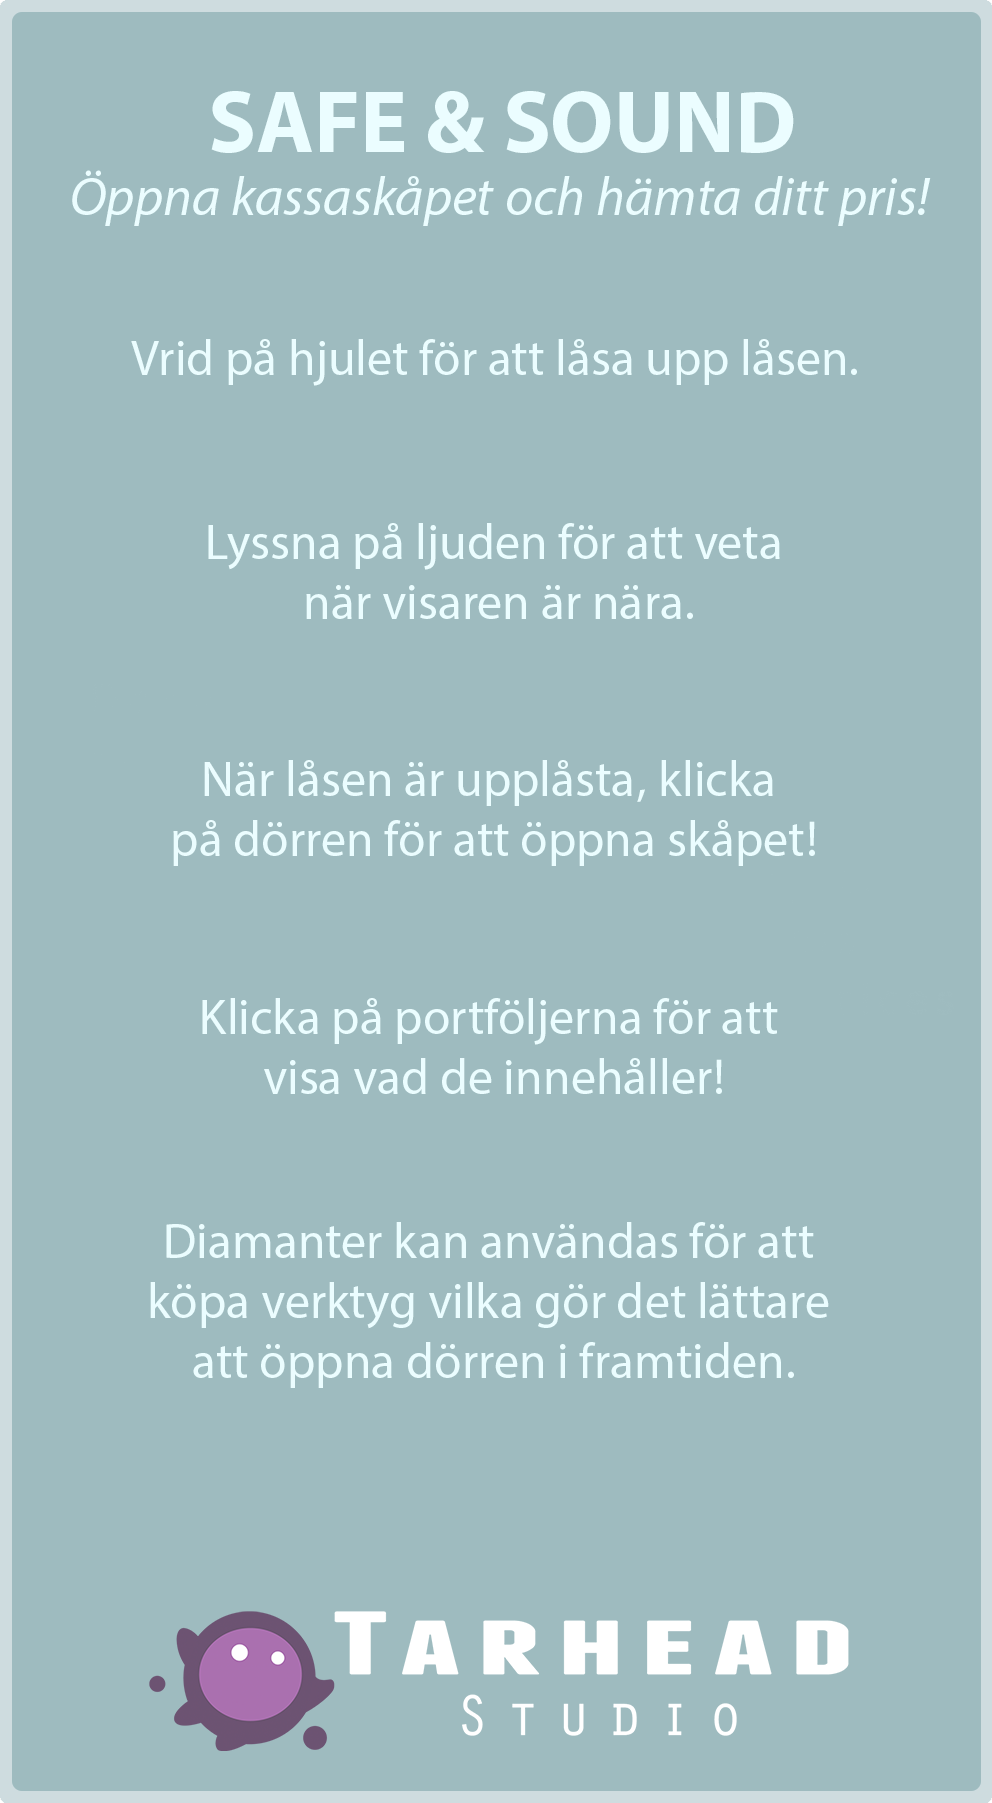 SAFE & SOUND
Öppna kassaskåpet och hämta ditt pris!
Vrid på hjulet för att låsa upp låsen.
Lyssna på ljuden för att veta
när visaren är nära.
När låsen är upplåsta, klicka
på dörren för att öppna skåpet!
Klicka på portföljerna för att
visa vad de innehåller!
Diamanter kan användas för att
köpa verktyg vilka gör det lättare
att öppna dörren i framtiden.
TARHEAD
STUDIO